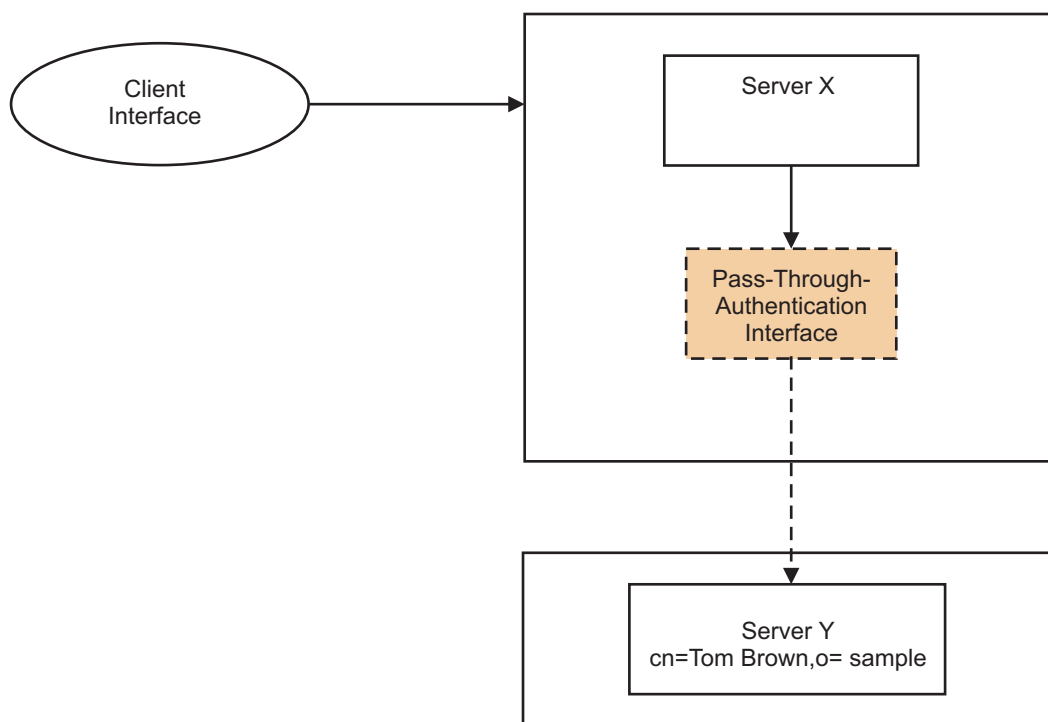 Client
Interface
Server X
Pass-Through-
Authentication
Interface
Server Y
cn=Tom Brown,o= sample